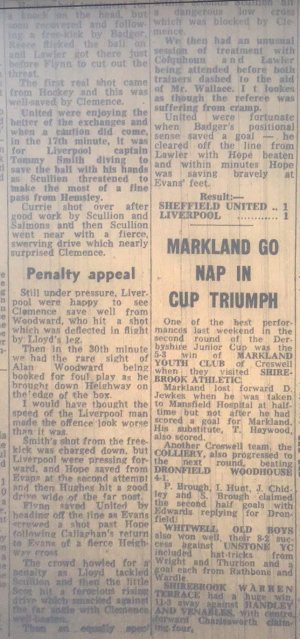 a knock on the head, but
soon recovered and follow-
ing a free-kick by Badger,
Reece flicked the ball on
and Lawler got there just
before Flynn to cut out the
threat.
The first real shot came
from Hockey and this was
well-saved by Clemence.
United were enjoying the
better of the exchanges and
when a caution did come,
in the 17th minute, it was
the Liverpool captain
Tommy Smith diving to
save the ball with his hands
as Scullion threatened to
make the most of a fine
pass from Hemsley.
Currie shot over after
good work by Scullion and
Salmons and then Scullion
went near with a fierce,
swerving drive which nearly
surprised Clemence.
Penalty appeal
Still under pressure, Liver-
pool were happy to see
Clemence save well from
Woodward, who hit a shot
which was deflected in flight
by Lloyd's leg.
Then in the 30th minute
we had the rare sight of
Alan Woodward being
booked for foul play as he
brought down Heighway on
the edge of the box.
I would have thought the
speed of the Liverpool man
made the offence look worse
than it was.
Smith's shot from the free-
kick was charged down, but
Liverpool were pressing for-
ward, and Hope saved from
Evans at the second attempt
and then Hughes hit a good
drive wide of the far post.
Flynn saved United by
heading off the line as Evans
screwed a shot past Hope
following Callaghan's return
to Evans of a fierce Heigh-
way cross
The crowd howled for a
penalty as Lloyd tackled
Scullion and then the little
Scot hit a ferocious rising
drive which smacked against
the far
well-beaten.
Then an equally spec-
a dangerous low cross
which was blocked by Cle-
mence.
We then had an unusual
session of treatment with
Colquhoun and Lawler
being attended before both
trainers dashed to the aid
of Mr. Wallace. I t lookes
as though the referee was
suffering from cramp.
United were fortunate
when Badger's positional
sense saved a goal — he
cleared off the line from
Lawler with Hope beaten
and within minutes Hope
was saving bravely at
Evans' feet.
Result:—
SHEFFIELD UNITED .. 1
LIVERPOOL ............ 1
MARKLAND GO
NAP IN
CUP TRIUMPH
One of the best perfor-
mances last weekend in the
second round of the Der-
byshire Junior Cup was the
5-3 win of MARKLAND
YOUTH CLUB of Creswell
when they visited SHIRE-
BROOK ATHLETIC.
Markland lost forward D.
Jewkes when he was taken
to Mansfield Hospital at half-
time but not after he had
scored a goal for Markland.
His substitute, T. Haywood,
also scored.
Another Creswell team, the
COLLIERY, also progressed to
the next round, beating
DRONFIELD WOODHOUSE
4-1.
P. Brough, I. Hunt, J. Chid-
ley and S. Brough claimed
the second half goals with
Edwards replying for Dron-
field.
WHITWELL OLD BOYS
also won well, their 8-2 suc-
cess against UNSTONE YC
included hat-tricks from
Wright and Thurton and a
goal each from Rathbone and
Wardle
SHIREBROOK WARREN
TERRACE had a huge win,
11-3 away against HANDLEY
AND VENABLES, with centre
forward Charlesworth claim-
ing four,